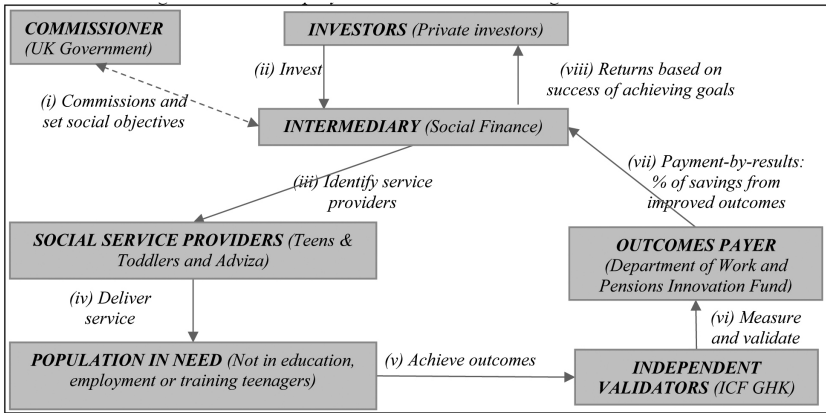 COMMISSIONER
(UK Government)
INVESTORS (Private investors)
(ii) Invest
(viii) Returns based on
success of achieving goals
(i) Commissions and
set social objectives
INTERMEDIARY (Social Finance)
(vii) Payment-by-results:
% of savings from
improved outcomes
(iii) Identify service
providers
SOCIAL SERVICE PROVIDERS (Teens &
Toddlers and Adviza)
OUTCOMES PAYER
(Department of Work and
Pensions Innovation Fund)
(iv) Deliver
service
(vi) Measure
and validate
POPULATION IN NEED (Not in education,
employment or training teenagers)
(v) Achieve outcomes
INDEPENDENT
VALIDATORS (ICF GHK)